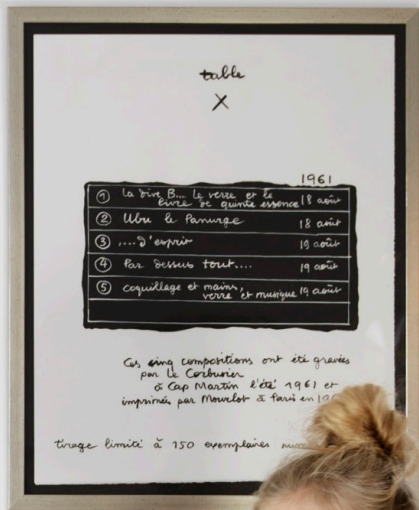 table
X
1961
① la dive B... le verre et le
livre de quinte essence 18 août
② Ubu le Panurge 18 août
③ ....d'esprit 19 août
④ Par dessus tout.... 19 août
⑤ coquillage et mains,
verre et musique 19 août
Ces cinq compositions ont été gravées
par Le Corbusier
à Cap Martin l'été 1961 et
imprimés par Mourlot à Paris en
tirage limité à 150 exemplaires